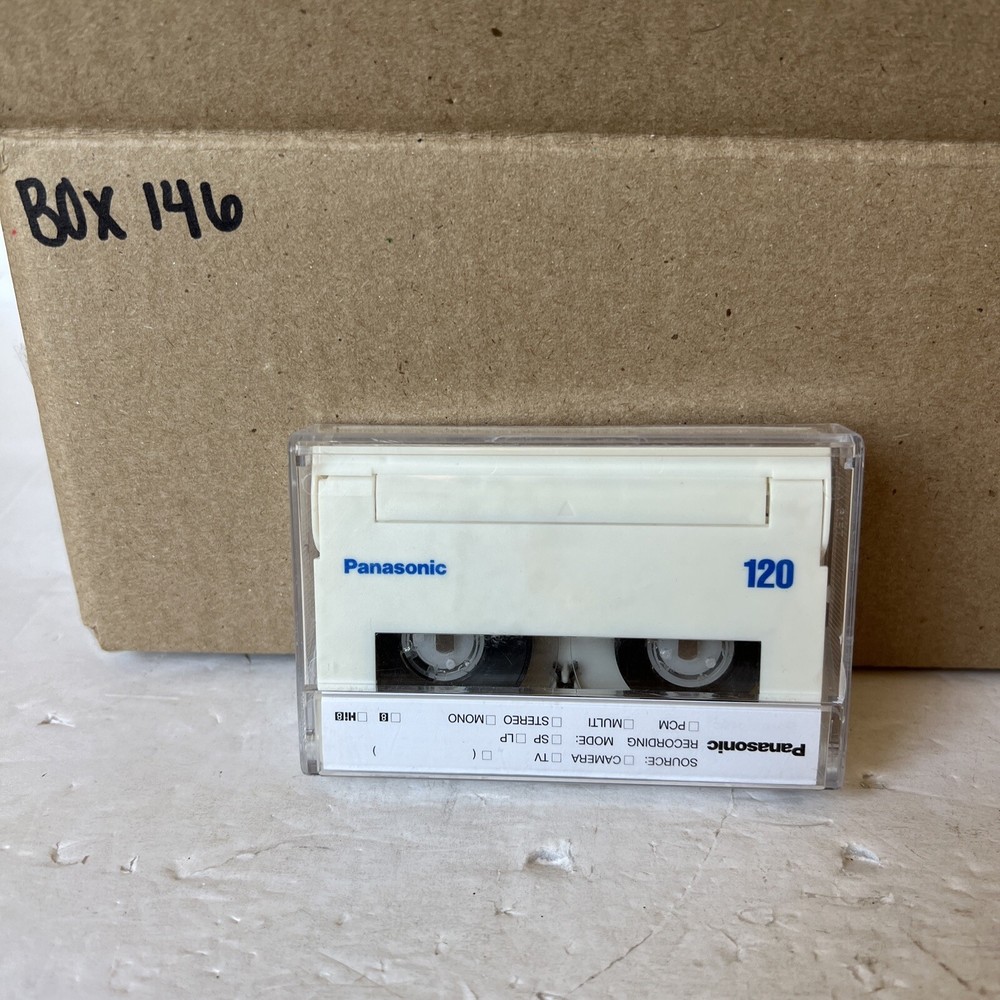 BOX 146
Panasonic 120
Panasonic
SOURCE: □ CAMERA □ TV □ ( )
RECORDING MODE: □ SP □ LP
□ PCM □ MULTI □ STEREO □ MONO □ 8 □ Hi8